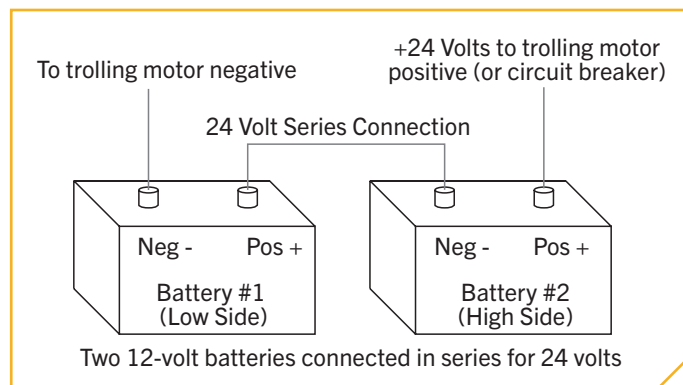 To trolling motor negative
+24 Volts to trolling motor
positive (or circuit breaker)
24 Volt Series Connection
Neg -
Pos +
Battery #1
(Low Side)
Neg -
Pos +
Battery #2
(High Side)
Two 12-volt batteries connected in series for 24 volts